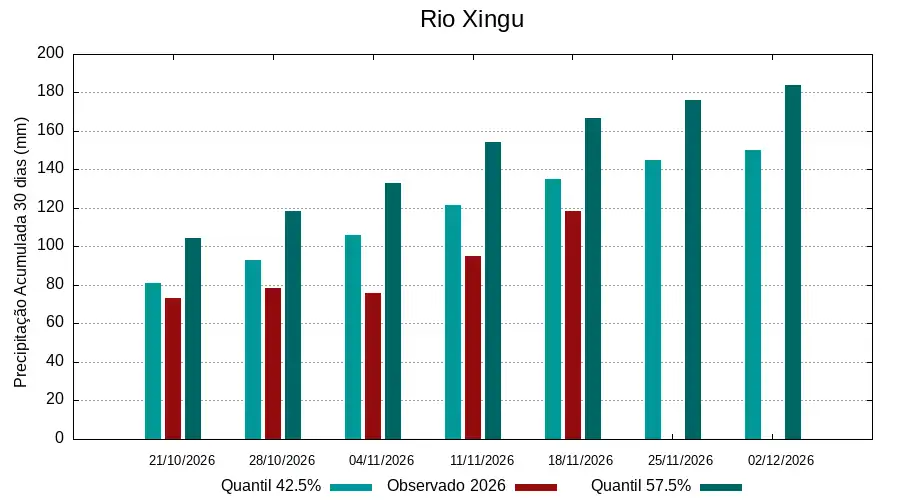 Rio Xingu
Precipitação Acumulada 30 dias (mm)
200
180
160
140
120
100
80
60
40
20
0
21/10/2026 28/10/2026 04/11/2026 11/11/2026 18/11/2026 25/11/2026 02/12/2026
Quantil 42.5% Observado 2026 Quantil 57.5%